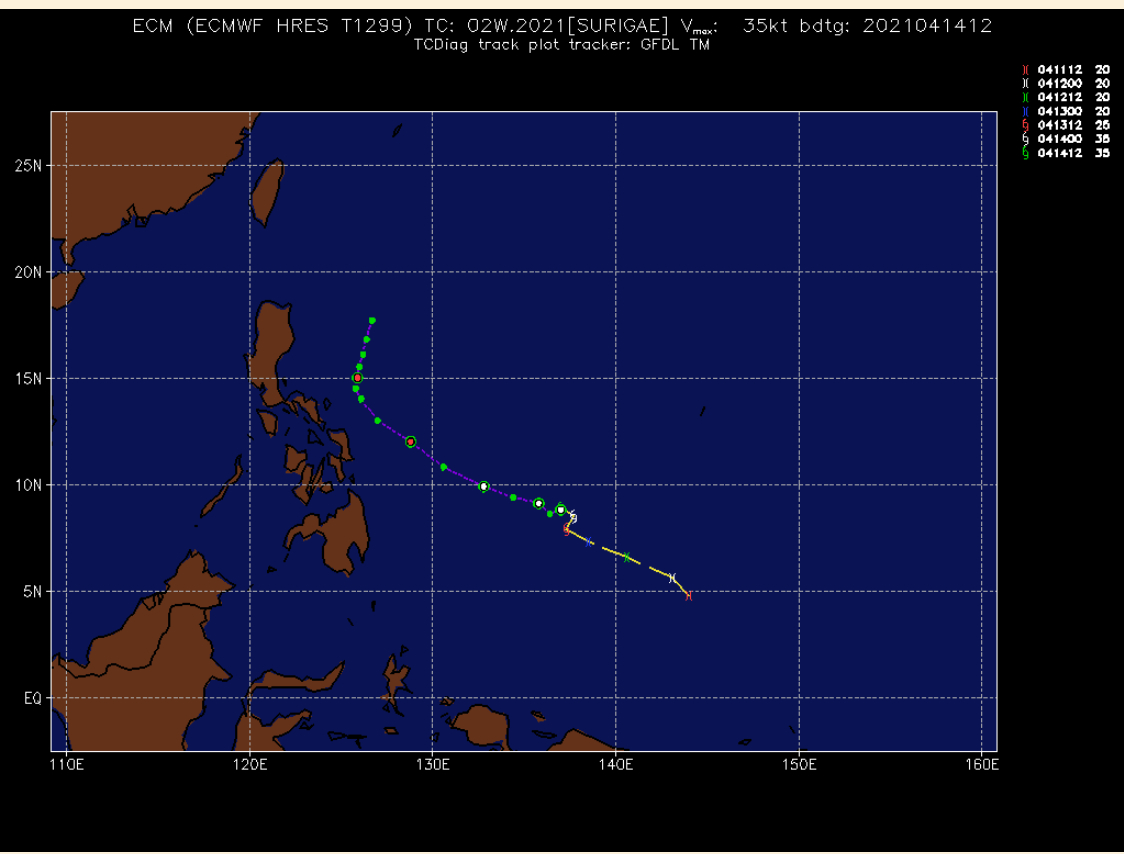 ECM (ECMWF HRES T1299) TC: 02W.2021[SURIGAE] Vmax: 35kt bdtg: 2021041412
TCDiag track plot tracker: GFDL TM
041112 20
041200 20
041212 20
041300 20
041312 25
041400 35
041412 35
25N
20N
15N
10N
5N
EQ
110E 120E 130E 140E 150E 160E